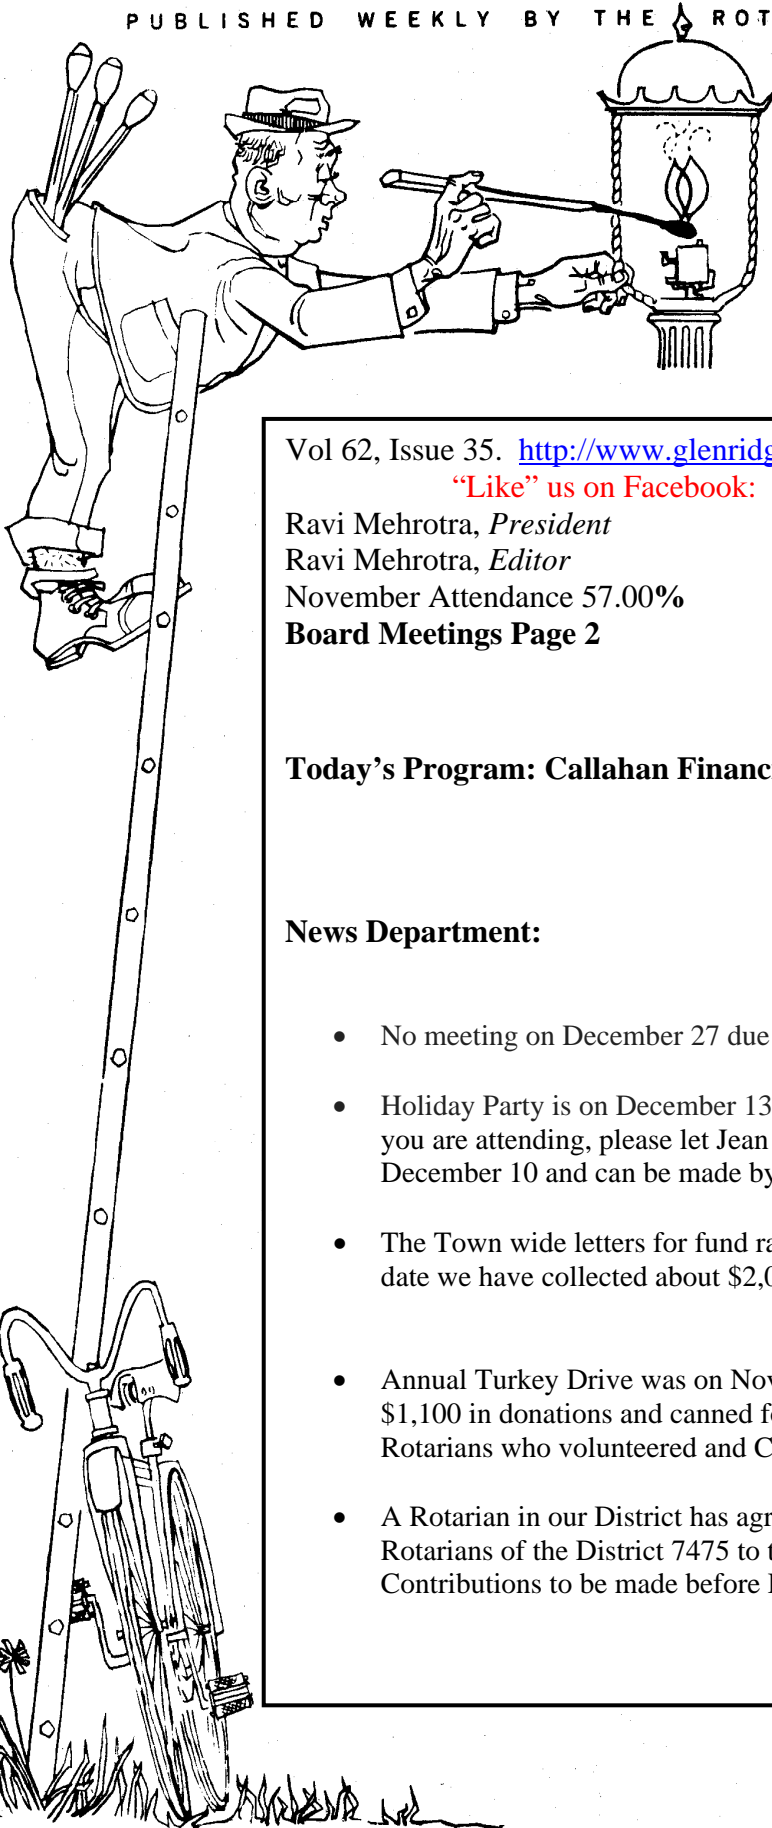 PUBLISHED WEEKLY BY THE ROT
Vol 62, Issue 35. http://www.glenridg
“Like” us on Facebook:
Ravi Mehrotra, President
Ravi Mehrotra, Editor
November Attendance 57.00%
Board Meetings Page 2
Today’s Program: Callahan Financi
News Department:
• No meeting on December 27 due
• Holiday Party is on December 13
you are attending, please let Jean
December 10 and can be made by
• The Town wide letters for fund ra
date we have collected about $2,0
• Annual Turkey Drive was on Nov
$1,100 in donations and canned fo
Rotarians who volunteered and C
• A Rotarian in our District has agr
Rotarians of the District 7475 to t
Contributions to be made before